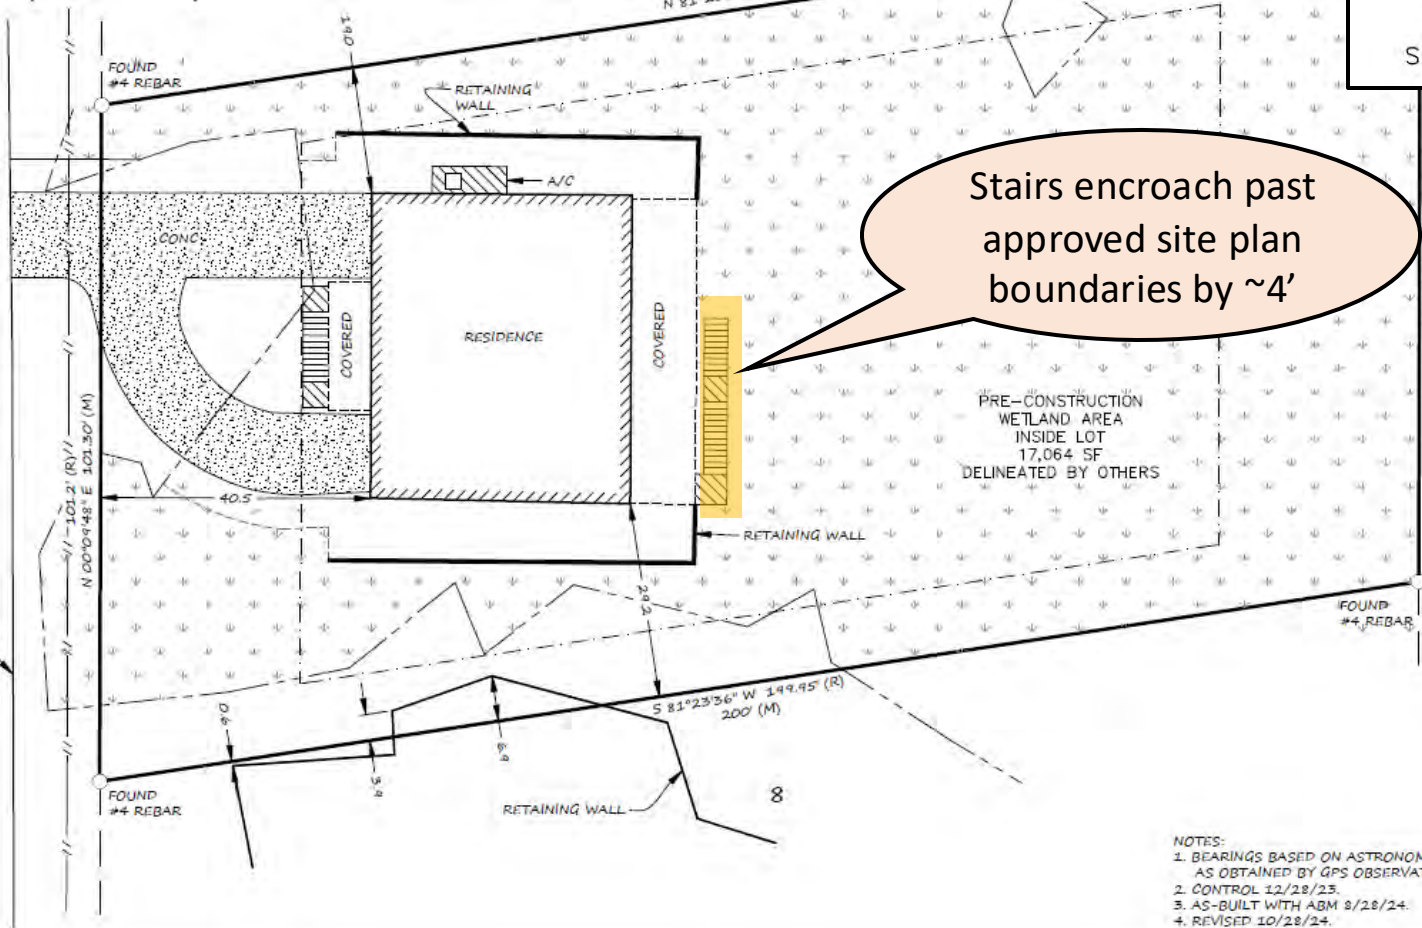 N 81°
S
FOUND
#4 REBAR
19.0
RETAINING
WALL
A/C
Stairs encroach past
approved site plan
boundaries by ~4’
CONC
COVERED
RESIDENCE
COVERED
PRE-CONSTRUCTION
WETLAND AREA
INSIDE LOT
17,064 SF
DELINEATED BY OTHERS
101.2' (R)
N 00°09'48" E 101.30' (M)
40.5
RETAINING WALL
29.2
FOUND
#4 REBAR
S 81°23'36" W 199.95' (R)
200' (M)
0.6
6.9
3.9
FOUND
#4 REBAR
RETAINING WALL
8
NOTES:
1. BEARINGS BASED ON ASTRONOM
AS OBTAINED BY GPS OBSERVAT
2. CONTROL 12/28/23.
3. AS-BUILT WITH ABM 8/28/24.
4. REVISED 10/28/24.